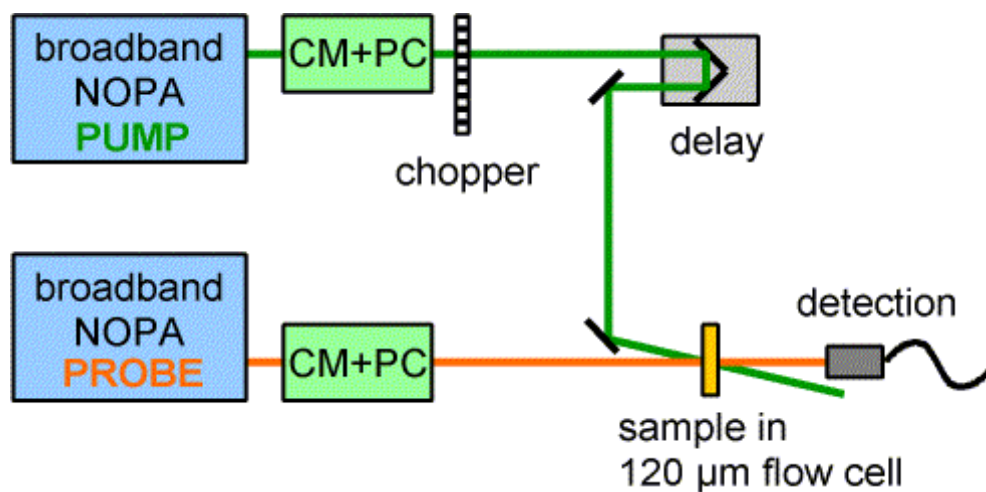 broadband
NOPA
PUMP
CM+PC
chopper
delay
broadband
NOPA
PROBE
CM+PC
detection
sample in
120 µm flow cell